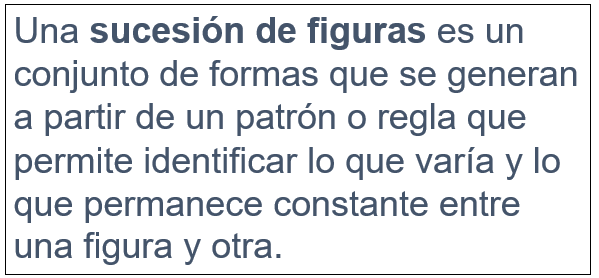 Una sucesión de figuras es un
conjunto de formas que se generan
a partir de un patrón o regla que
permite identificar lo que varía y lo
que permanece constante entre
una figura y otra.